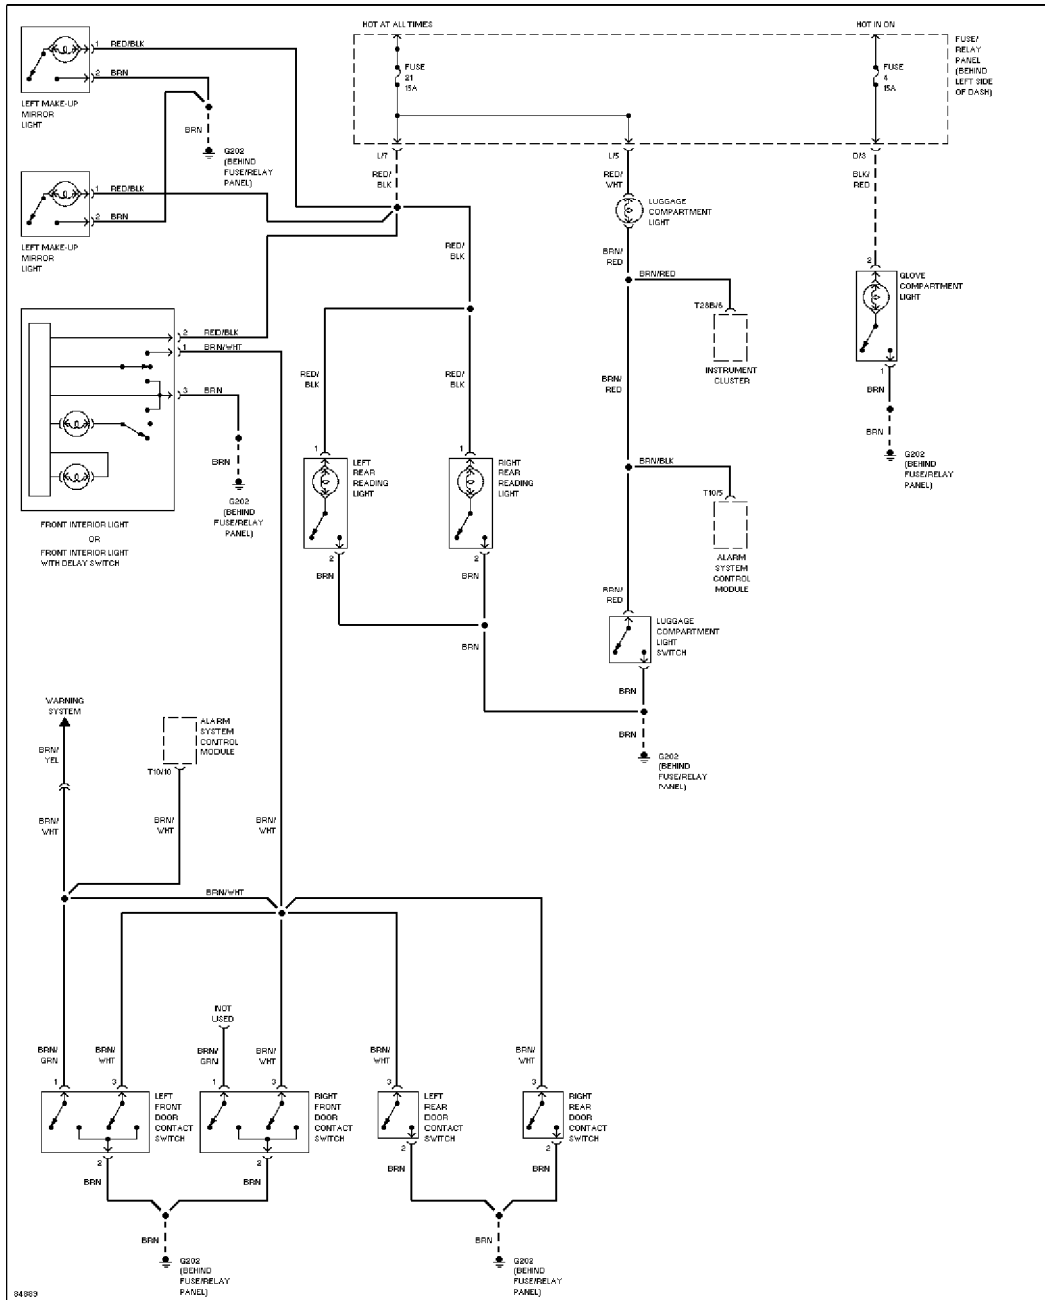 HOT AT ALL TIMES
HOT IN ON
FUSE/
RELAY
PANEL
(BEHIND
LEFT SIDE
OF DASH)
FUSE
21
15A
FUSE
4
15A
L/7
L/5
D/3
1
RED/BLK
2
BRN
LEFT MAKE-UP
MIRROR
LIGHT
BRN
G202
(BEHIND
FUSE/RELAY
PANEL)
1
RED/BLK
2
BRN
LEFT MAKE-UP
MIRROR
LIGHT
RED/
BLK
RED/
WHT
BLK/
RED
LUGGAGE
COMPARTMENT
LIGHT
RED/
BLK
BRN/
RED
BRN/RED
T28B/6
INSTRUMENT
CLUSTER
2
GLOVE
COMPARTMENT
LIGHT
1
BRN
BRN
G202
(BEHIND
FUSE/RELAY
PANEL)
2
RED/BLK
1
BRN/WHT
3
BRN
BRN
G202
(BEHIND
FUSE/RELAY
PANEL)
FRONT INTERIOR LIGHT
OR
FRONT INTERIOR LIGHT
WITH DELAY SWITCH
RED/
BLK
RED/
BLK
BRN/
RED
1
LEFT
REAR
READING
LIGHT
2
BRN
1
RIGHT
REAR
READING
LIGHT
2
BRN
BRN
BRN/BLK
T10/5
ALARM
SYSTEM
CONTROL
MODULE
BRN/
RED
LUGGAGE
COMPARTMENT
LIGHT
SWITCH
BRN
BRN
G202
(BEHIND
FUSE/RELAY
PANEL)
WARNING
SYSTEM
BRN/
YEL
ALARM
SYSTEM
CONTROL
MODULE
T10/10
BRN/
WHT
BRN/
WHT
BRN/
WHT
BRN/WHT
NOT
USED
BRN/
GRN
BRN/
WHT
BRN/
GRN
BRN/
WHT
BRN/
WHT
BRN/
WHT
1
3
1
3
3
3
LEFT
FRONT
DOOR
CONTACT
SWITCH
RIGHT
FRONT
DOOR
CONTACT
SWITCH
LEFT
REAR
DOOR
CONTACT
SWITCH
RIGHT
REAR
DOOR
CONTACT
SWITCH
2
2
2
2
BRN
BRN
BRN
BRN
BRN
BRN
G202
(BEHIND
FUSE/RELAY
PANEL)
G202
(BEHIND
FUSE/RELAY
PANEL)
84889